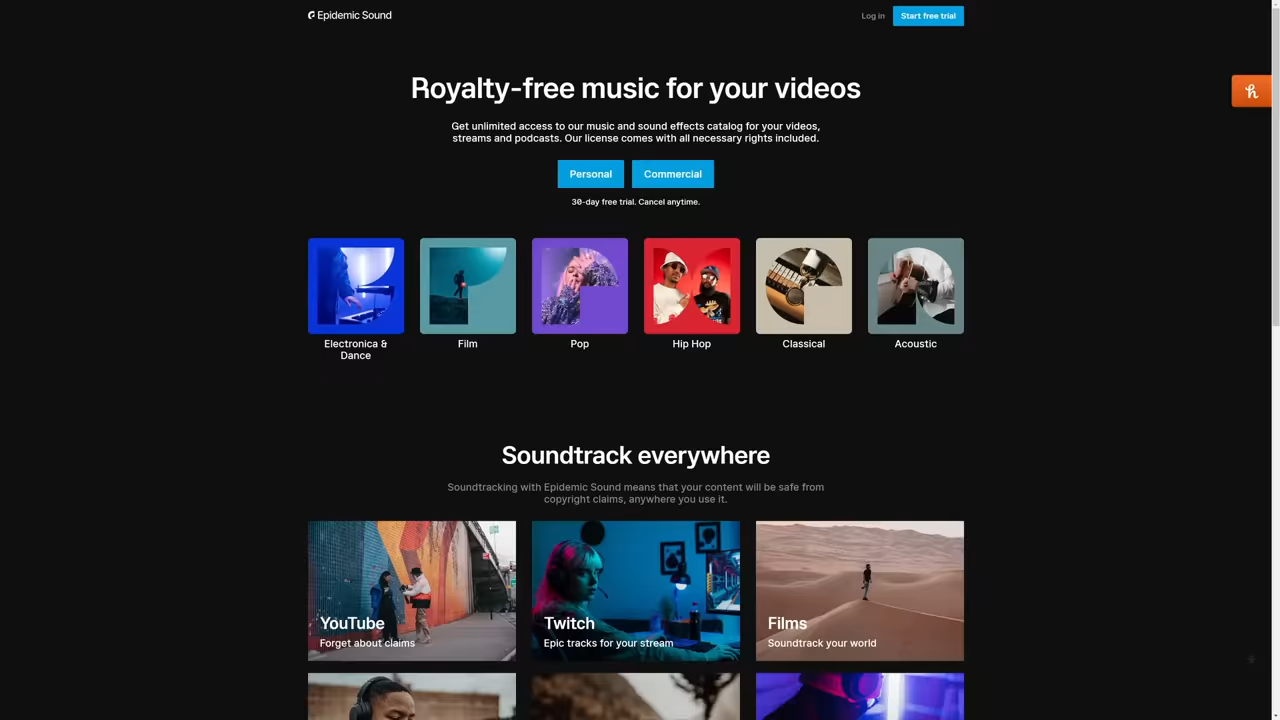 Epidemic Sound
Log in
Start free trial
Royalty-free music for your videos
Get unlimited access to our music and sound effects catalog for your videos,
streams and podcasts. Our license comes with all necessary rights included.
Personal
Commercial
30-day free trial. Cancel anytime.
Electronica &
Dance
Film
Pop
Hip Hop
Classical
Acoustic
Soundtrack everywhere
Soundtracking with Epidemic Sound means that your content will be safe from
copyright claims, anywhere you use it.
YouTube
Forget about claims
Twitch
Epic tracks for your stream
Films
Soundtrack your world